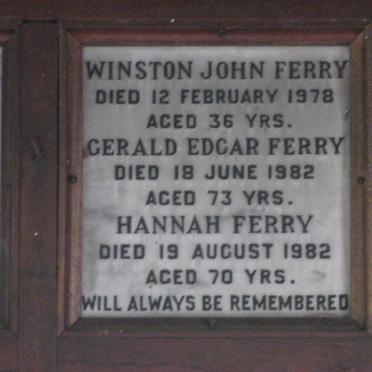 WINSTON JOHN FERRY
DIED 12 FEBRUARY 1978
AGED 36 YRS.
GERALD EDGAR FERRY
DIED 18 JUNE 1982
AGED 73 YRS.
HANNAH FERRY
DIED 19 AUGUST 1982
AGED 70 YRS.
WILL ALWAYS BE REMEMBERED